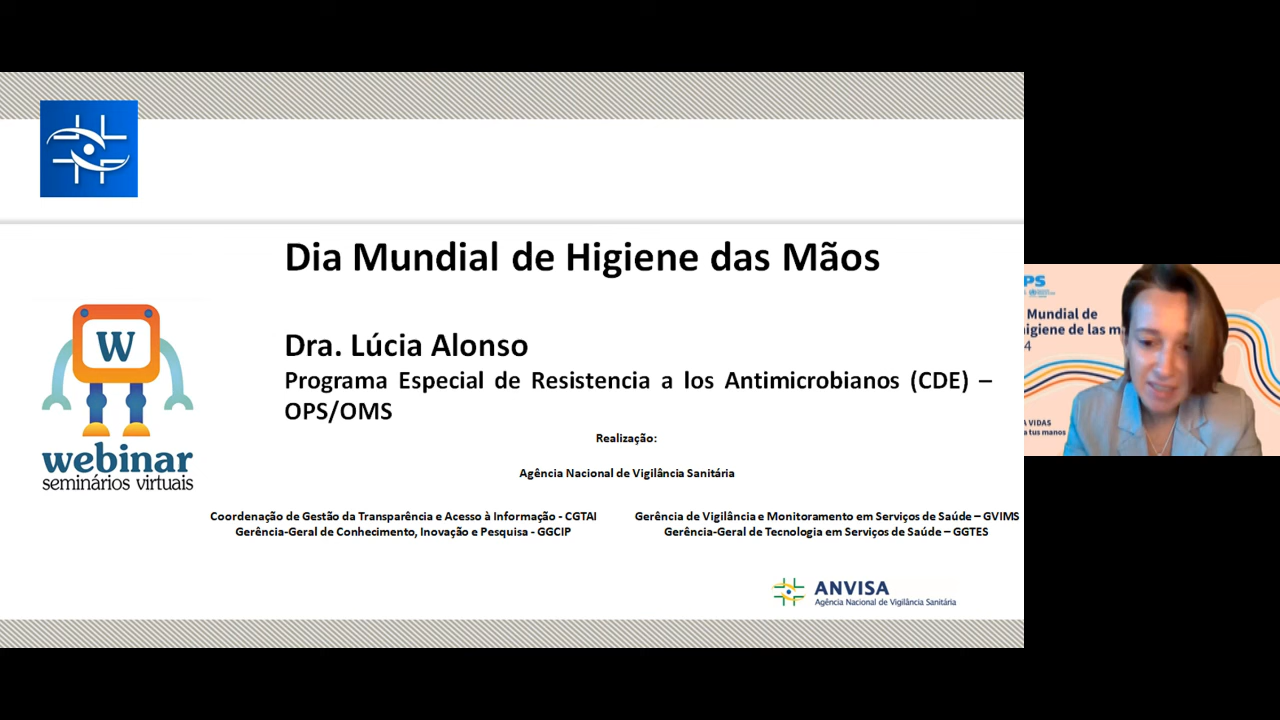 Dia Mundial de Higiene das Mãos
Dra. Lúcia Alonso
Programa Especial de Resistencia a los Antimicrobianos (CDE) –
OPS/OMS
Realização:
Agência Nacional de Vigilância Sanitária
Coordenação de Gestão da Transparência e Acesso à Informação - CGTAI
Gerência-Geral de Conhecimento, Inovação e Pesquisa - GGCIP
Gerência de Vigilância e Monitoramento em Serviços de Saúde – GVIMS
Gerência-Geral de Tecnologia em Serviços de Saúde – GGTES
W
webinar
seminários virtuais
ANVISA
Agência Nacional de Vigilância Sanitária
PS
Mundial de
higiene de las m
4
A VIDAS
a tus manos